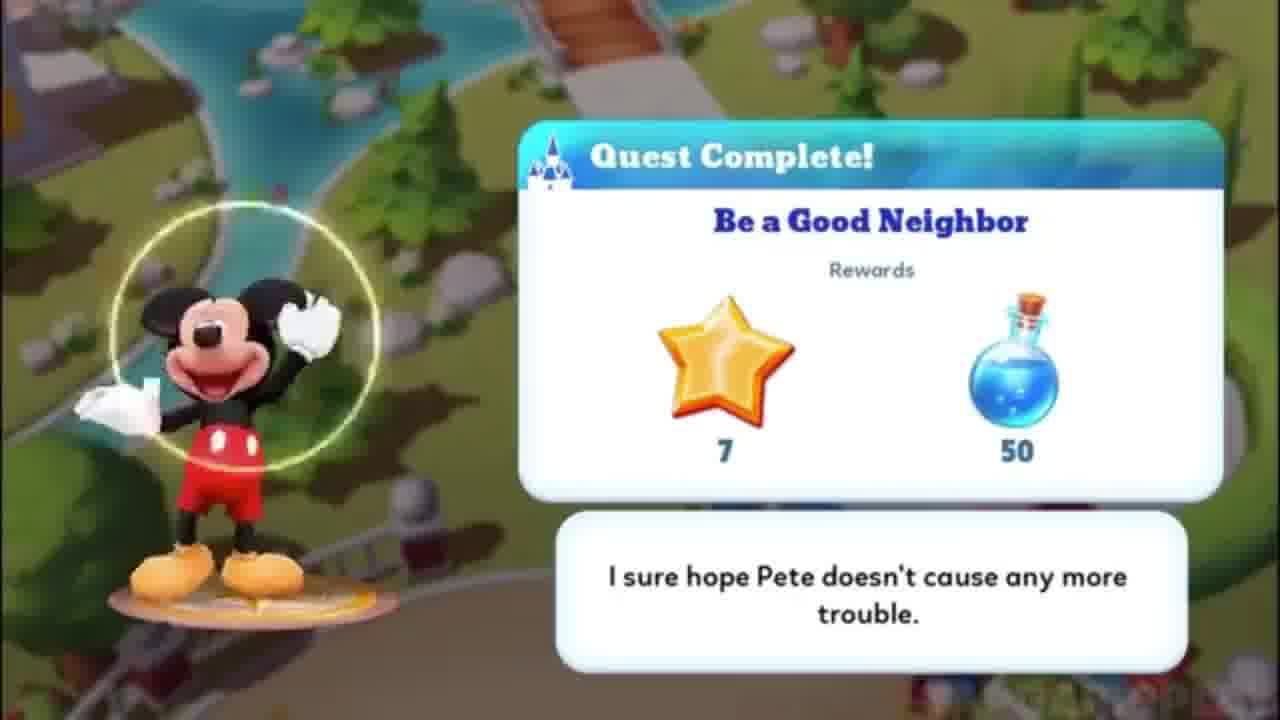 Quest Complete!
Be a Good Neighbor
Rewards
7
50
I sure hope Pete doesn't cause any more
trouble.